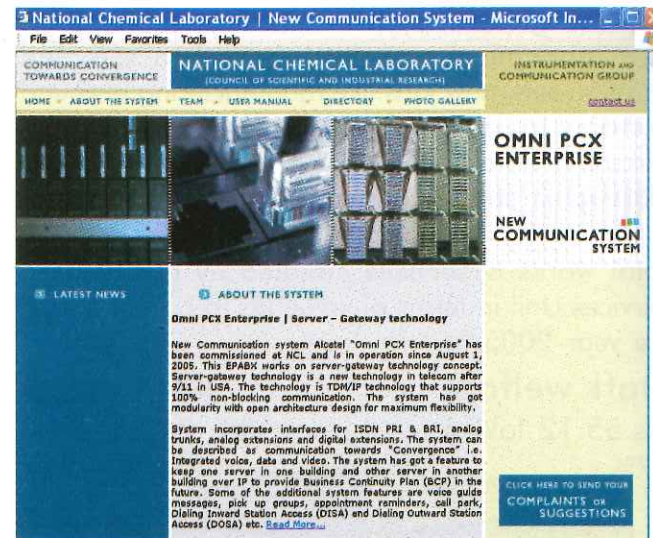 National Chemical Laboratory | New Communication System - Microsoft In...
File Edit View Favorites Tools Help
COMMUNICATION
TOWARDS CONVERGENCE
NATIONAL CHEMICAL LABORATORY
(COUNCIL OF SCIENTIFIC AND INDUSTRIAL RESEARCH)
INSTRUMENTATION AND
COMMUNICATION GROUP
HOME ABOUT THE SYSTEM TEAM USER MANUAL DIRECTORY PHOTO GALLERY
contact us
OMNI PCX
ENTERPRISE
NEW
COMMUNICATION
SYSTEM
LATEST NEWS
ABOUT THE SYSTEM
Omni PCX Enterprise | Server – Gateway technology
New Communication system Alcatel "Omni PCX Enterprise" has
been commissioned at NCL and is in operation since August 1,
2005. This EPABX works on server-gateway technology concept.
Server-gateway technology is a new technology in telecom after
9/11 in USA. The technology is TDM/IP technology that supports
100% non-blocking communication. The system has got
modularity with open architecture design for maximum flexibility.
System incorporates interfaces for ISDN PRI & BRI, analog
trunks, analog extensions and digital extensions. The system can
be described as communication towards "Convergence" i.e.
Integrated voice, data and video. The system has got a feature to
keep one server in one building and other server in another
building over IP to provide Business Continuity Plan (BCP) in the
future. Some of the additional system features are voice guide
messages, pick up groups, appointment reminders, call park,
Dialing Inward Station Access (DISA) and Dialing Outward Station
Access (DOSA) etc. Read More...
CLICK HERE TO SEND YOUR
COMPLAINTS OR
SUGGESTIONS